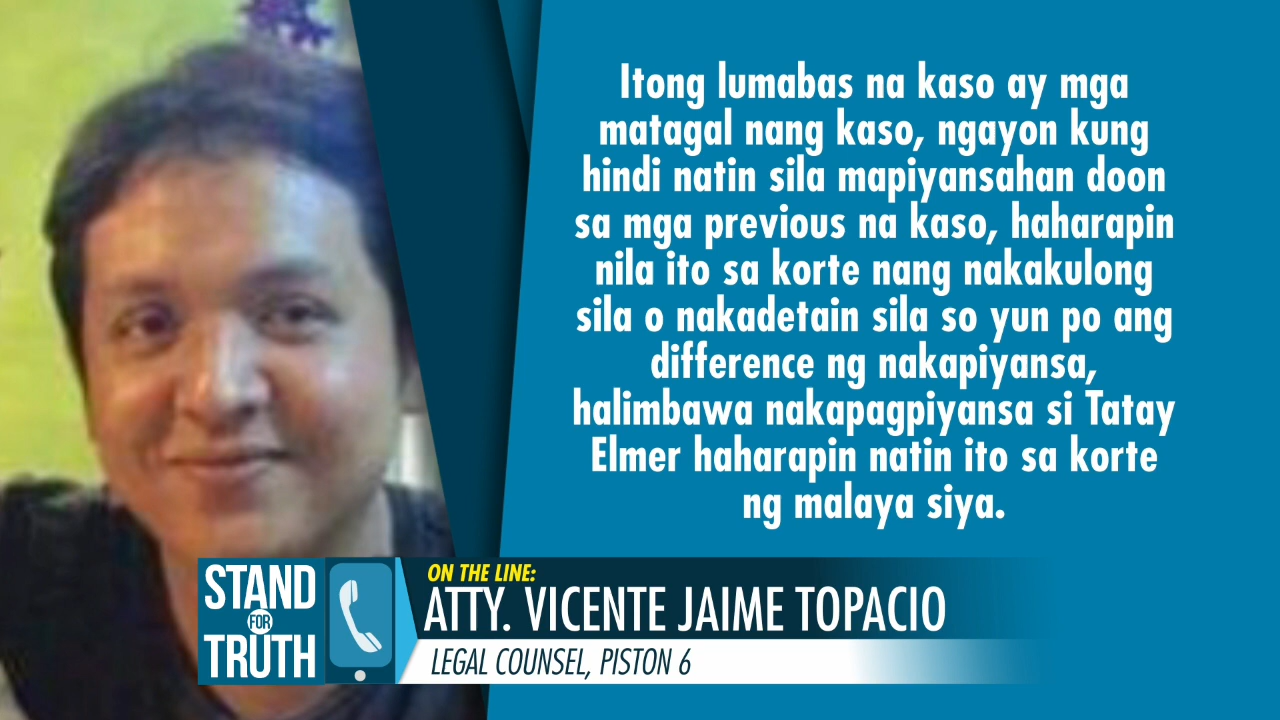 Itong lumabas na kaso ay mga
matagal nang kaso, ngayon kung
hindi natin sila mapiyansahan doon
sa mga previous na kaso, haharapin
nila ito sa korte nang nakakulong
sila o nakadetain sila so yun po ang
difference ng nakapiyansa,
halimbawa nakapagpiyansa si Tatay
Elmer haharapin natin ito sa korte
ng malaya siya.
STAND
FOR
TRUTH
ON THE LINE:
ATTY. VICENTE JAIME TOPACIO
LEGAL COUNSEL, PISTON 6